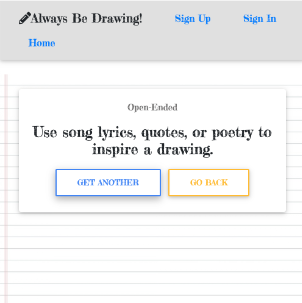 Always Be Drawing! Sign Up Sign In
Home
Open-Ended
Use song lyrics, quotes, or poetry to
inspire a drawing.
GET ANOTHER GO BACK